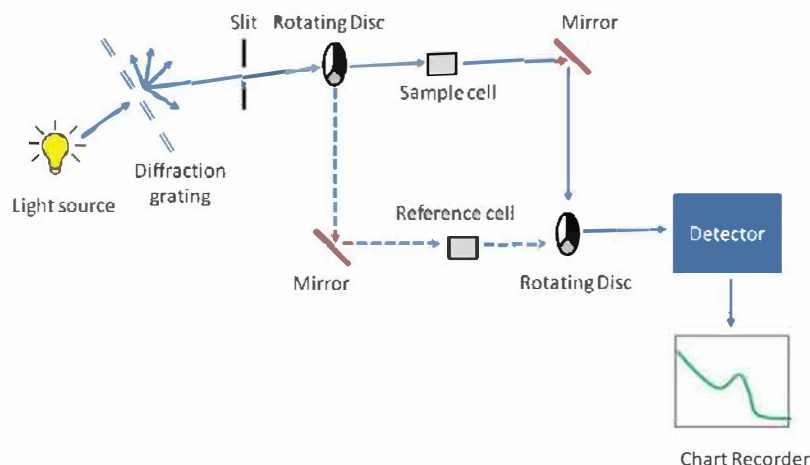 Slit
Rotating Disc
Mirror
Sample cell
Diffraction
grating
Light source
Reference cell
Mirror
Rotating Disc
Detector
Chart Recorder